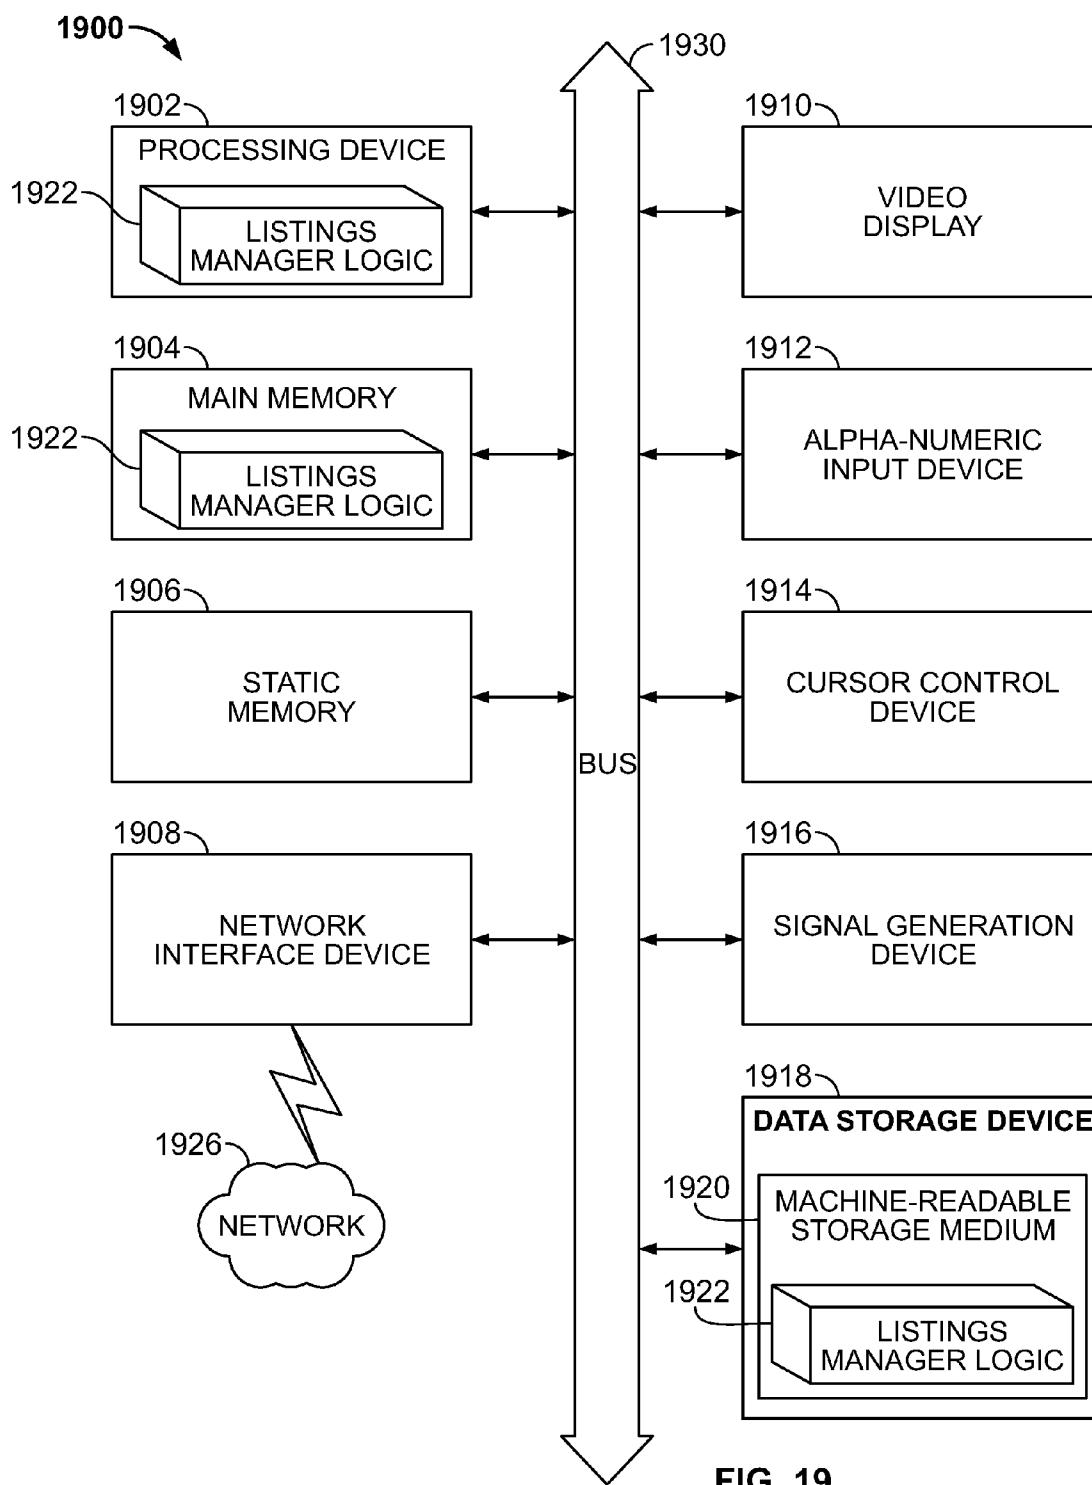 1900
1930
1902
PROCESSING DEVICE
1922
LISTINGS
MANAGER LOGIC
1910
VIDEO
DISPLAY
1904
MAIN MEMORY
1922
LISTINGS
MANAGER LOGIC
1912
ALPHA-NUMERIC
INPUT DEVICE
1906
STATIC
MEMORY
1914
CURSOR CONTROL
DEVICE
BUS
1908
NETWORK
INTERFACE DEVICE
1916
SIGNAL GENERATION
DEVICE
1926
NETWORK
1918
DATA STORAGE DEVICE
1920
MACHINE-READABLE
STORAGE MEDIUM
1922
LISTINGS
MANAGER LOGIC
FIG. 19